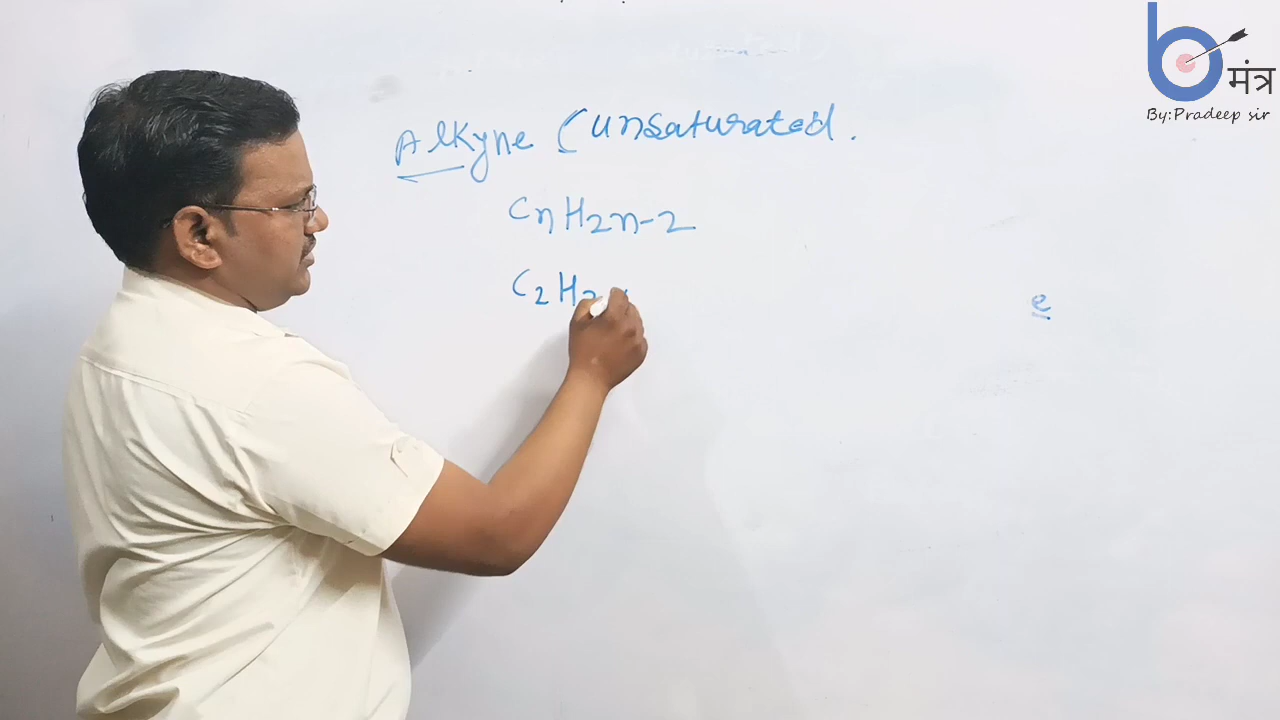 b
मंत्र
By:Pradeep sir
Alkyne (unsaturated.
CnH2n-2
C2H2
e